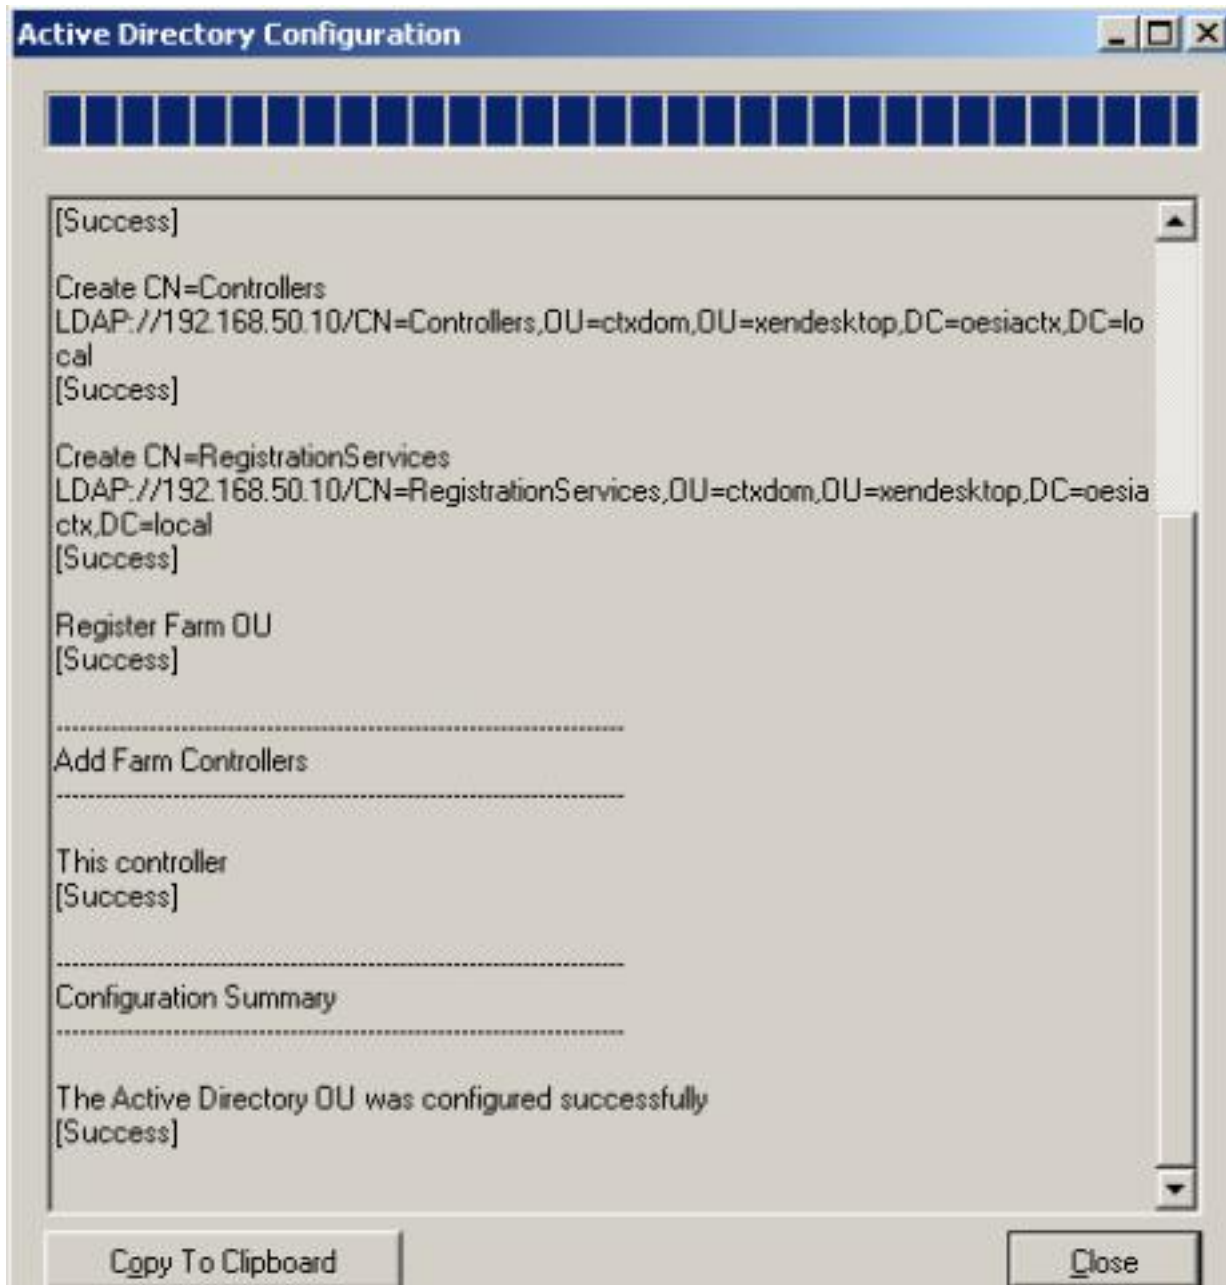 Active Directory Configuration
[Success]
Create CN=Controllers
LDAP://192.168.50.10/CN=Controllers,OU=ctxdom,OU=xendesktop,DC=oesiactx,DC=lo
cal
[Success]
Create CN=RegistrationServices
LDAP://192.168.50.10/CN=RegistrationServices,OU=ctxdom,OU=xendesktop,DC=oesia
ctx,DC=local
[Success]
Register Farm OU
[Success]
Add Farm Controllers
This controller
[Success]
Configuration Summary
The Active Directory OU was configured successfully
[Success]
Copy To Clipboard
Close